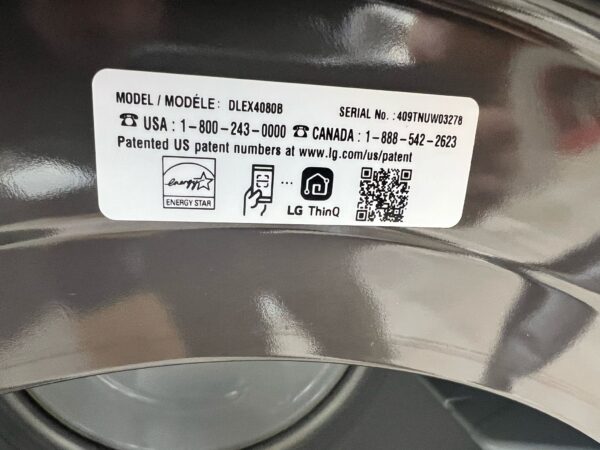 MODEL / MODÉLE : DLEX4080B SERIAL No. : 409TNUW03278
☎ USA : 1-800-243-0000 ☎ CANADA : 1-888-542-2623
Patented US patent numbers at www.lg.com/us/patent
energy
ENERGY STAR
...
LG ThinQ